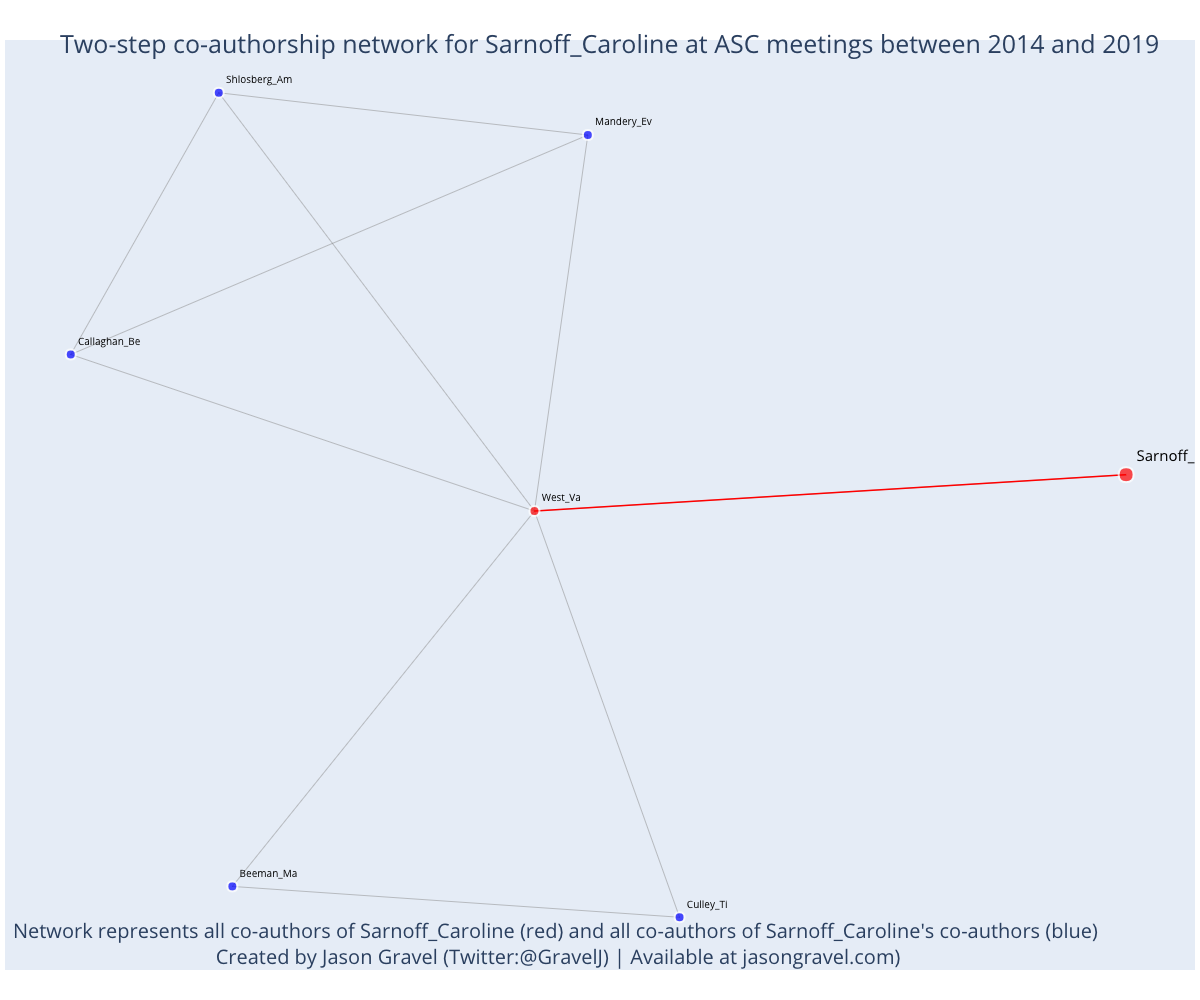 Two-step co-authorship network for Sarnoff_Caroline at ASC meetings between 2014 and 2019
Shlosberg_Am
Mandery_Ev
Callaghan_Be
Sarnoff_
West_Va
Beeman_Ma
Culley_Ti
Network represents all co-authors of Sarnoff_Caroline (red) and all co-authors of Sarnoff_Caroline's co-authors (blue)
Created by Jason Gravel (Twitter:@GravelJ) | Available at jasongravel.com)